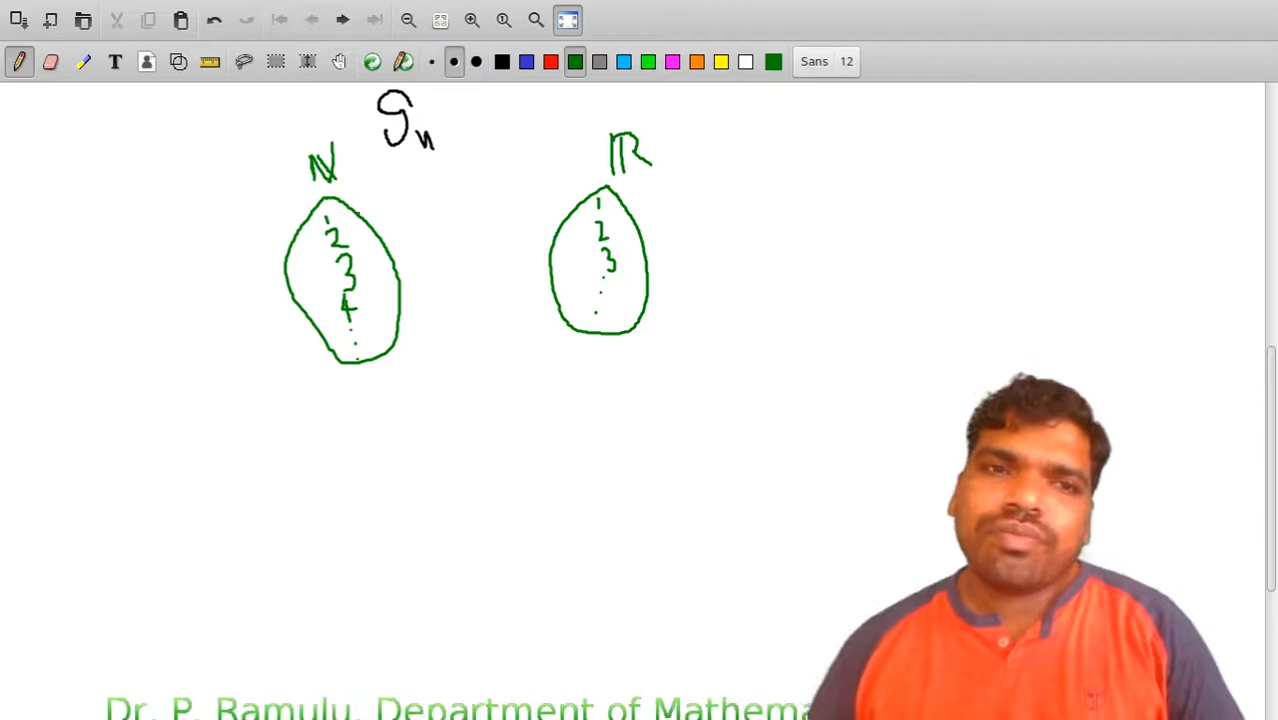 Sans 12
S_n
N R
1
2
3
4
1
2
3
Dr. P. Ramulu, Department of Mathema